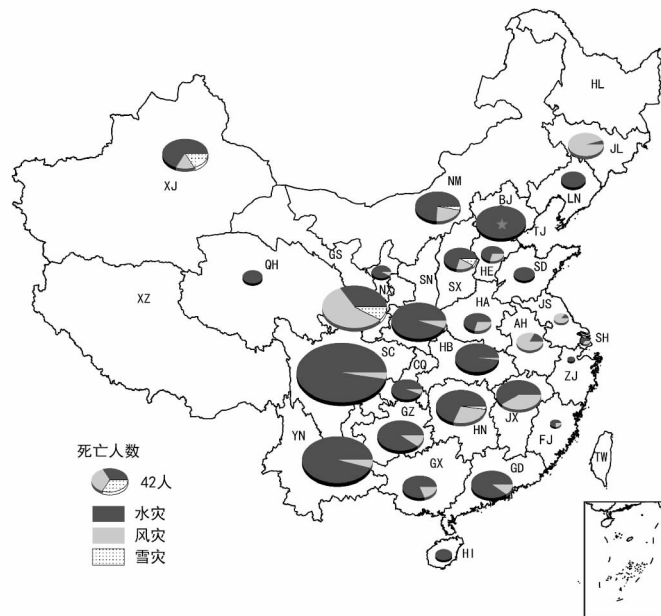 HL
JL
XJ
NM
LN
BJ
TJ
GS
QH
NX
SN
SX
HE
SD
XZ
HA
JS
AH
SH
SC
CQ
HB
ZJ
GZ
HN
JX
YN
FJ
TW
GX
GD
HI
死亡人数
42人
水灾
风灾
雪灾